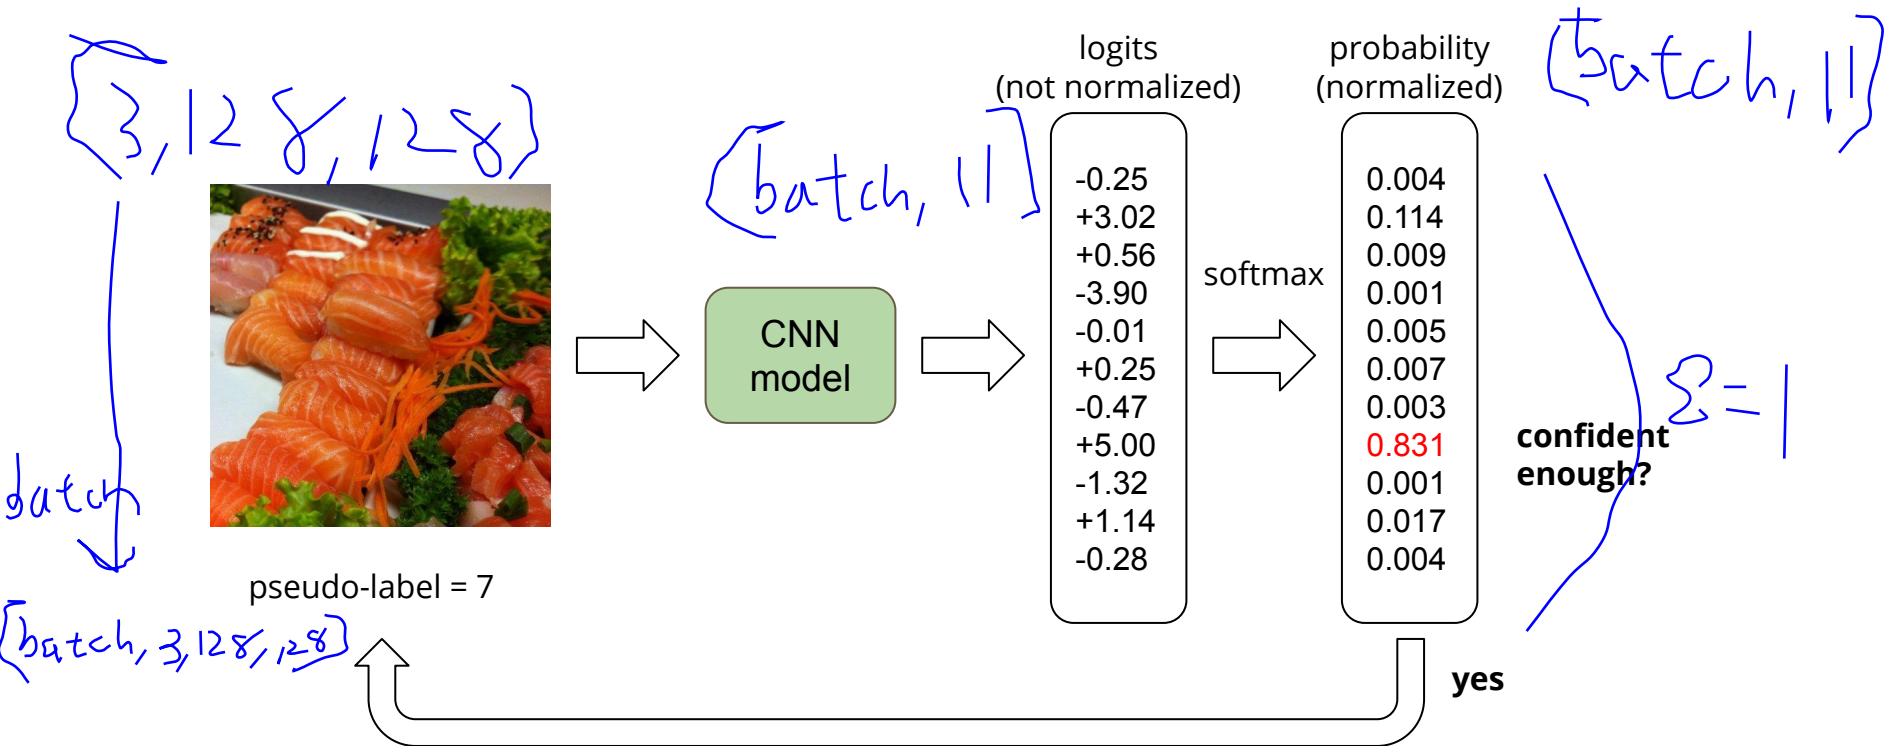 [3, 128, 128]
batch
[batch, 3, 128, 128]
pseudo-label = 7
CNN
model
[batch, 11]
logits
(not normalized)
-0.25
+3.02
+0.56
-3.90
-0.01
+0.25
-0.47
+5.00
-1.32
+1.14
-0.28
softmax
probability
(normalized)
0.004
0.114
0.009
0.001
0.005
0.007
0.003
0.831
0.001
0.017
0.004
[batch, 11]
Σ=1
confident
enough?
yes